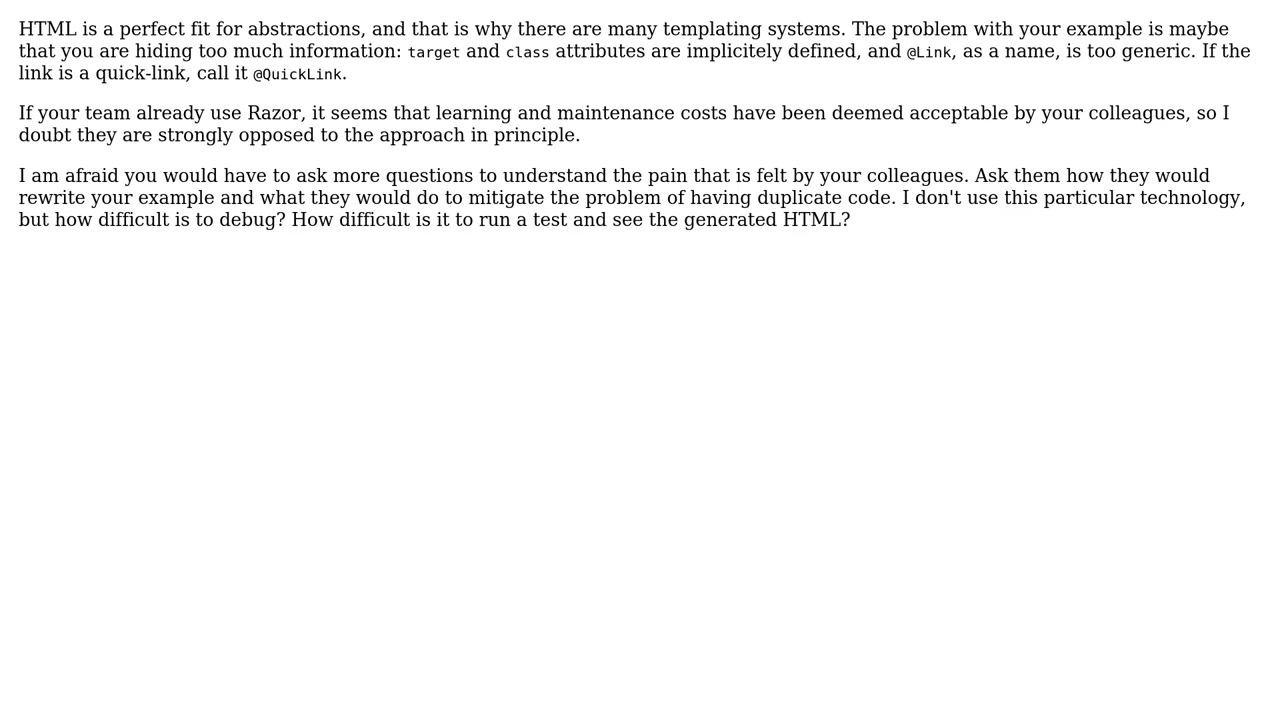 HTML is a perfect fit for abstractions, and that is why there are many templating systems. The problem with your example is maybe
that you are hiding too much information: target and class attributes are implicitely defined, and @Link, as a name, is too generic. If the
link is a quick-link, call it @QuickLink.
If your team already use Razor, it seems that learning and maintenance costs have been deemed acceptable by your colleagues, so I
doubt they are strongly opposed to the approach in principle.
I am afraid you would have to ask more questions to understand the pain that is felt by your colleagues. Ask them how they would
rewrite your example and what they would do to mitigate the problem of having duplicate code. I don't use this particular technology,
but how difficult is to debug? How difficult is it to run a test and see the generated HTML?